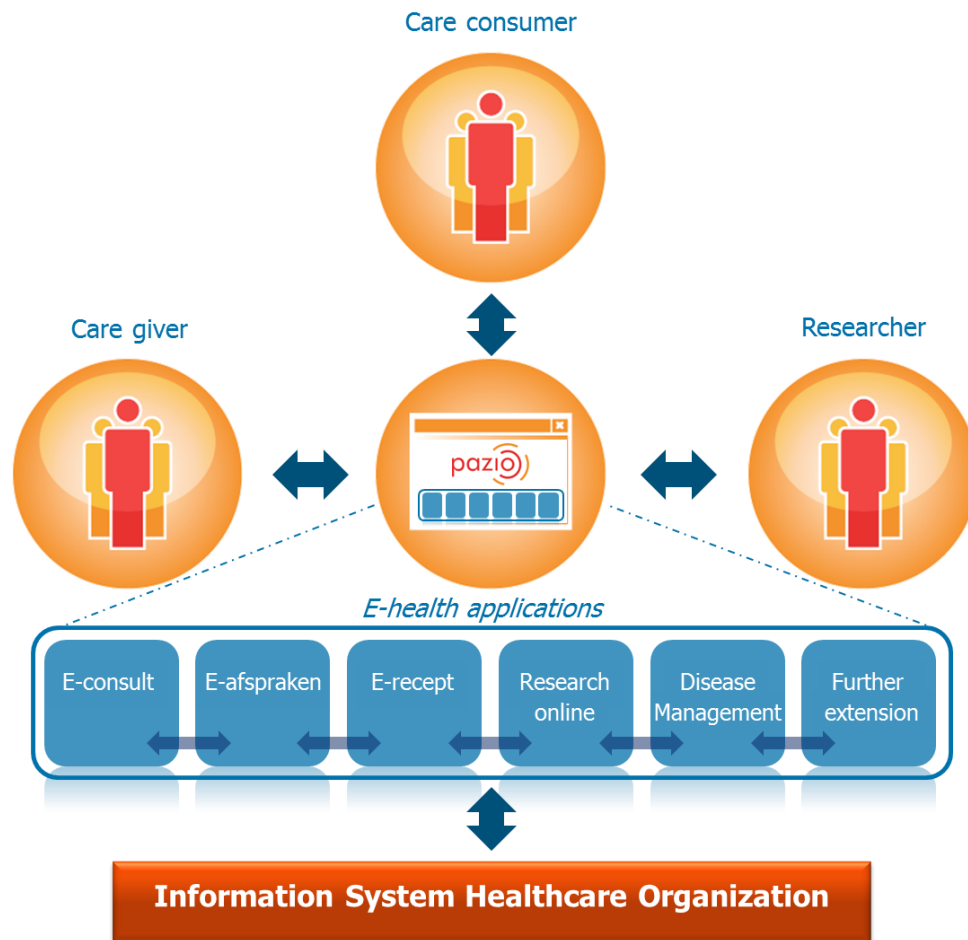 Care consumer
Care giver
Researcher
pazio
E-health applications
E-consult
E-afspraken
E-recept
Research
online
Disease
Management
Further
extension
Information System Healthcare Organization